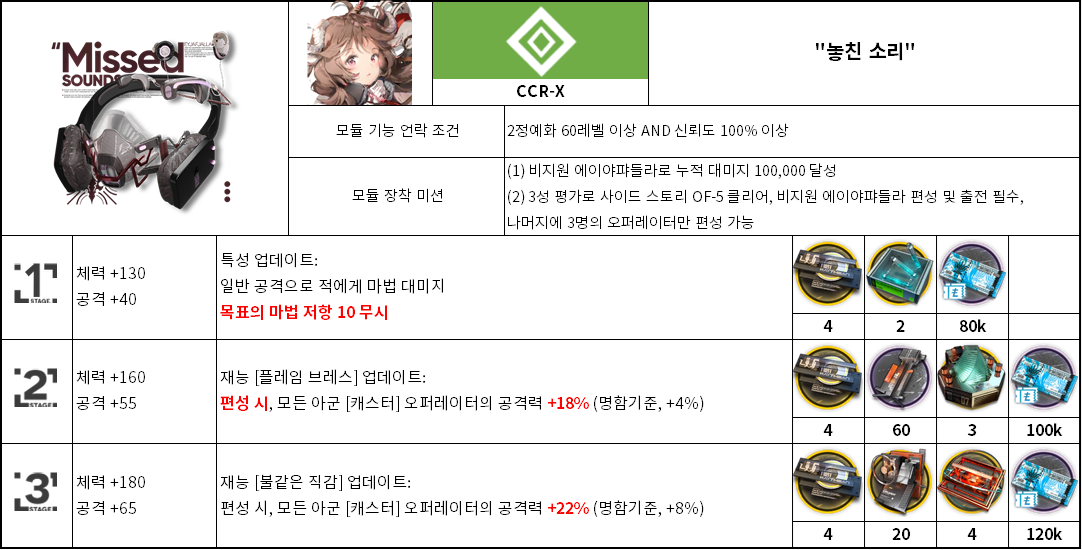 "Missed
SOUNDS
CCR-X
"놓친 소리"
모듈 기능 언락 조건
2정예화 60레벨 이상 AND 신뢰도 100% 이상
모듈 장착 미션
(1) 비지원 에이야퍄들라로 누적 대미지 100,000 달성
(2) 3성 평가로 사이드 스토리 OF-5 클리어, 비지원 에이야퍄들라 편성 및 출전 필수,
나머지에 3명의 오퍼레이터만 편성 가능
1
STAGE
체력 +130
공격 +40
특성 업데이트:
일반 공격으로 적에게 마법 대미지
목표의 마법 저항 10 무시
4
2
80k
2
STAGE
체력 +160
공격 +55
재능 [플레임 브레스] 업데이트:
편성 시, 모든 아군 [캐스터] 오퍼레이터의 공격력 +18% (명함기준, +4%)
4
60
3
100k
3
STAGE
체력 +180
공격 +65
재능 [불같은 직감] 업데이트:
편성 시, 모든 아군 [캐스터] 오퍼레이터의 공격력 +22% (명함기준, +8%)
4
20
4
120k